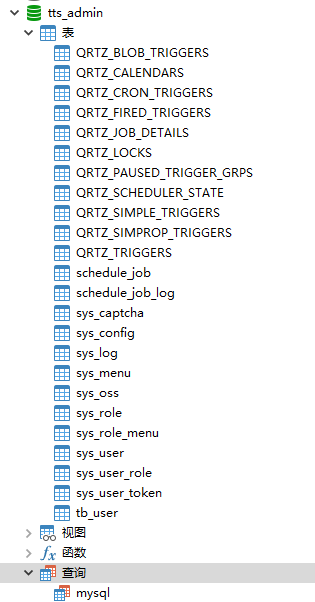 tts_admin
表
QRTZ_BLOB_TRIGGERS
QRTZ_CALENDARS
QRTZ_CRON_TRIGGERS
QRTZ_FIRED_TRIGGERS
QRTZ_JOB_DETAILS
QRTZ_LOCKS
QRTZ_PAUSED_TRIGGER_GRPS
QRTZ_SCHEDULER_STATE
QRTZ_SIMPLE_TRIGGERS
QRTZ_SIMPROP_TRIGGERS
QRTZ_TRIGGERS
schedule_job
schedule_job_log
sys_captcha
sys_config
sys_log
sys_menu
sys_oss
sys_role
sys_role_menu
sys_user
sys_user_role
sys_user_token
tb_user
视图
函数
查询
mysql